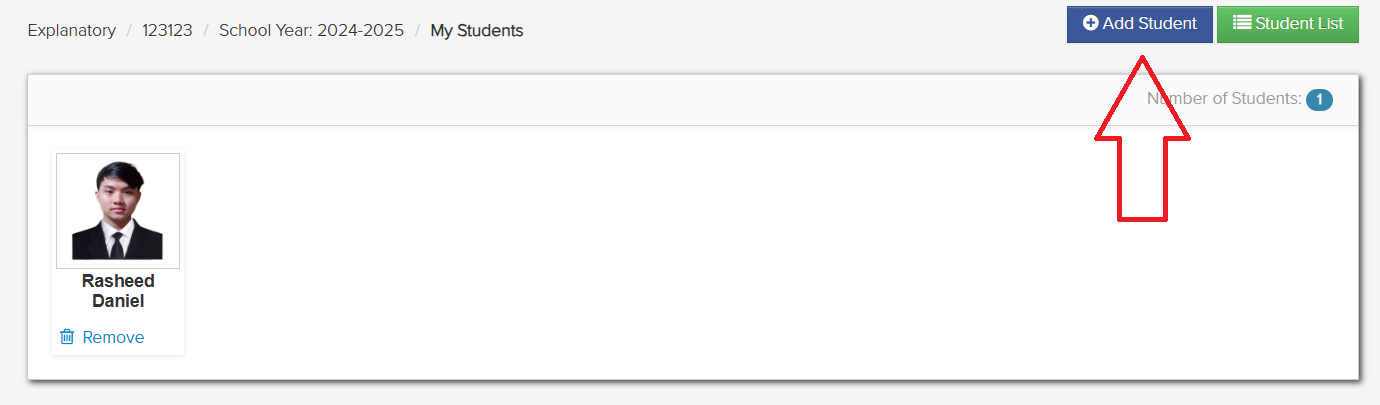 Explanatory / 123123 / School Year: 2024-2025 / My Students
Add Student
Student List
Number of Students: 1
Rasheed
Daniel
Remove